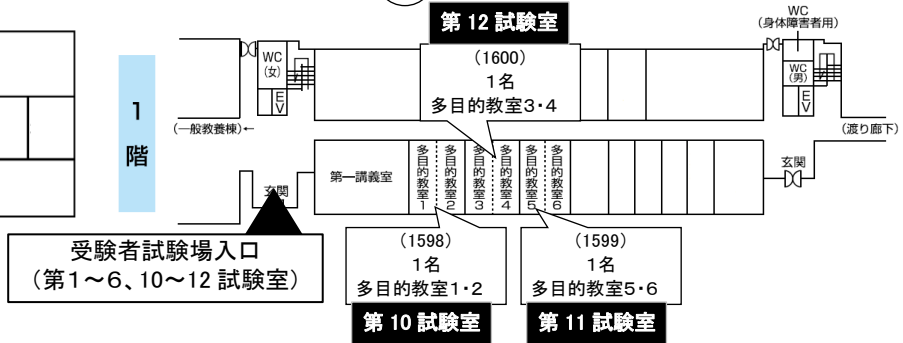 第 12 試験室
(1600)
1名
多目的教室3・4
WC
(身体障害者用)
WC
(女)
EV
WC
(男)
EV
1
階
(一般教養棟)←
(渡り廊下)
第一講義室
多目的教室1
多目的教室2
多目的教室3
多目的教室4
多目的教室5
多目的教室6
玄関
玄関
受験者試験場入口
(第1~6、10~12 試験室)
(1598)
1名
多目的教室1・2
第 10 試験室
(1599)
1名
多目的教室5・6
第 11 試験室